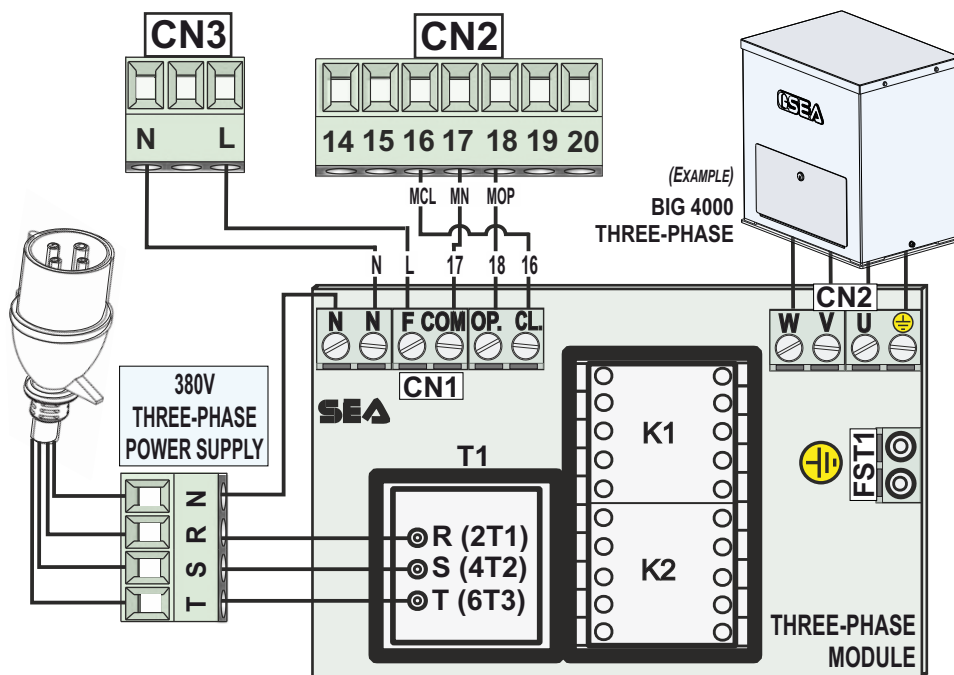 CN3
CN2
N L
14 15 16 17 18 19 20
MCL MN MOP
SEA
(EXAMPLE)
BIG 4000
THREE-PHASE
N L 17 18 16
N N F COM OP. CL.
CN1
CN2
W V U
SEA
380V
THREE-PHASE
POWER SUPPLY
N
R
S
T
T1
R (2T1)
S (4T2)
T (6T3)
K1
K2
FST1
THREE-PHASE
MODULE